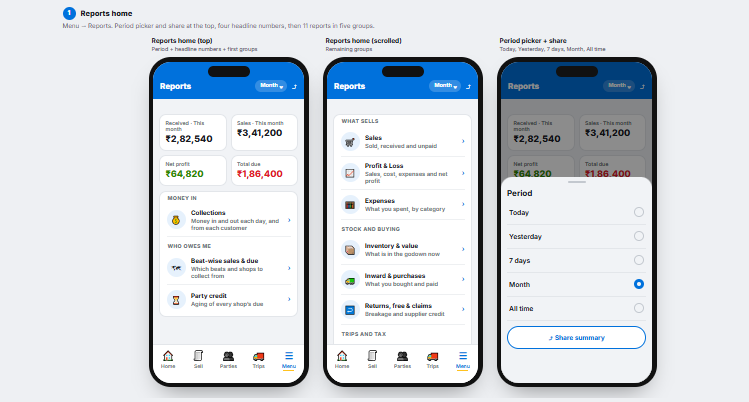 1 Reports home
Menu → Reports. Period picker and share at the top, four headline numbers, then 11 reports in five groups.
Reports home (top)
Period + headline numbers + first groups
Reports
Month
Received · This month
₹2,82,540
Sales · This month
₹3,41,200
Net profit
₹64,820
Total due
₹1,86,400
MONEY IN
Collections
Money in and out each day, and
from each customer
WHO OWES ME
Beat-wise sales & due
Which beats and shops to
collect from
Party credit
Aging of every shop's due
Home
Sell
Parties
Trips
Menu
Reports home (scrolled)
Remaining groups
Reports
Month
WHAT SELLS
Sales
Sold, received and unpaid
Profit & Loss
Sales, cost, expenses and net
profit
Expenses
What you spent, by category
STOCK AND BUYING
Inventory & value
What is in the godown now
Inward & purchases
What you bought and paid
Returns, free & claims
Breakage and supplier credit
TRIPS AND TAX
Home
Sell
Parties
Trips
Menu
Period picker + share
Today, Yesterday, 7 days, Month, All time
Reports
Month
Received · This
month
₹2,82,540
Sales · This month
₹3,41,200
Net profit
₹64,820
Total due
₹1,86,400
Period
Today
Yesterday
7 days
Month
All time
Share summary